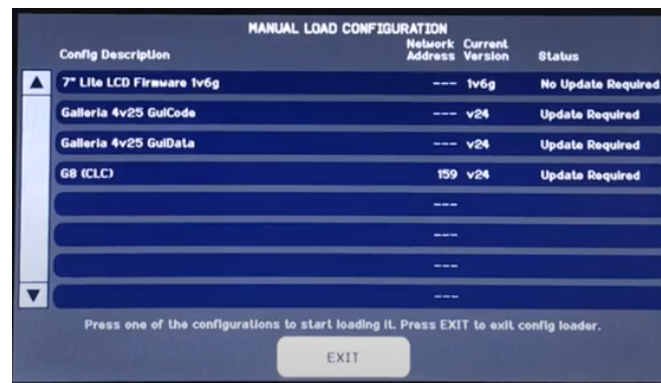 MANUAL LOAD CONFIGURATION
Config Description Network Address Current Version Status
7" Lite LCD Firmware 1v6g --- 1v6g No Update Required
Galleria 4v25 GuiCode --- v24 Update Required
Galleria 4v25 GuiData --- v24 Update Required
G8 (CLC) 159 v24 Update Required
---
---
---
---
Press one of the configurations to start loading it. Press EXIT to exit config loader.
EXIT